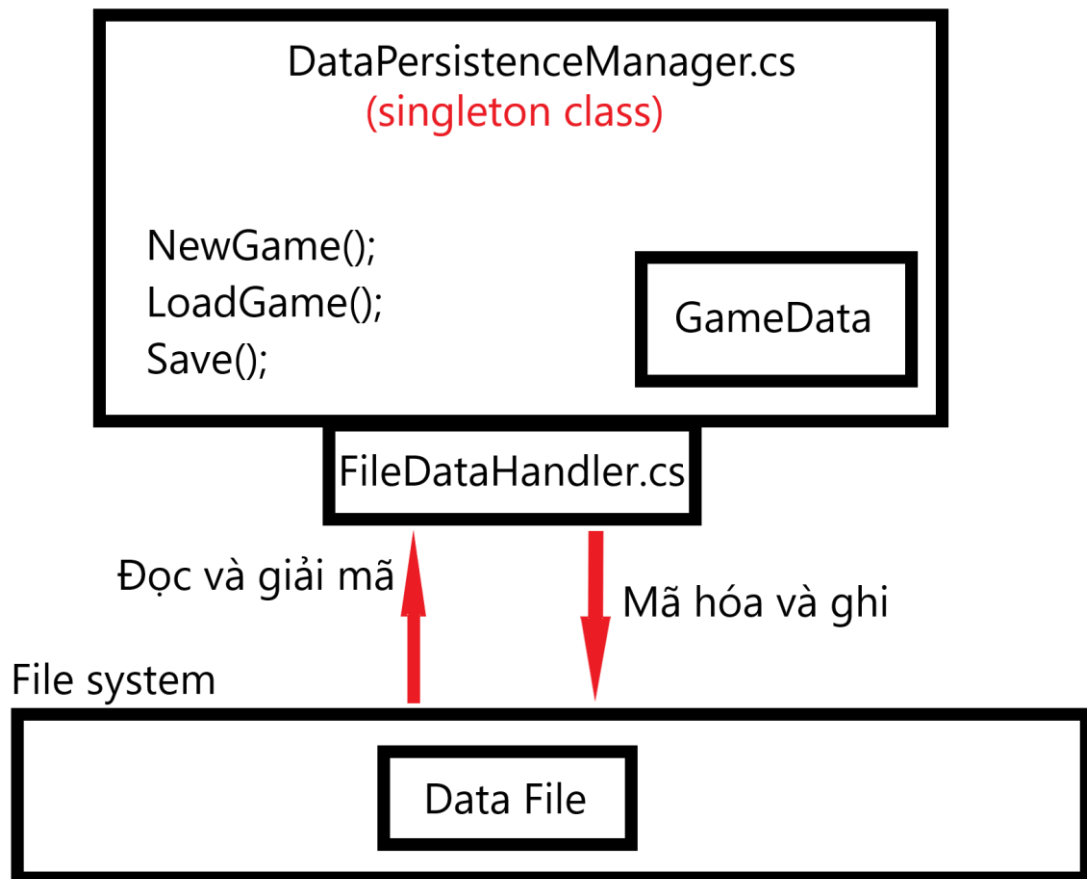 DataPersistenceManager.cs
(singleton class)
NewGame();
LoadGame();
Save();
GameData
FileDataHandler.cs
Đọc và giải mã
Mã hóa và ghi
File system
Data File